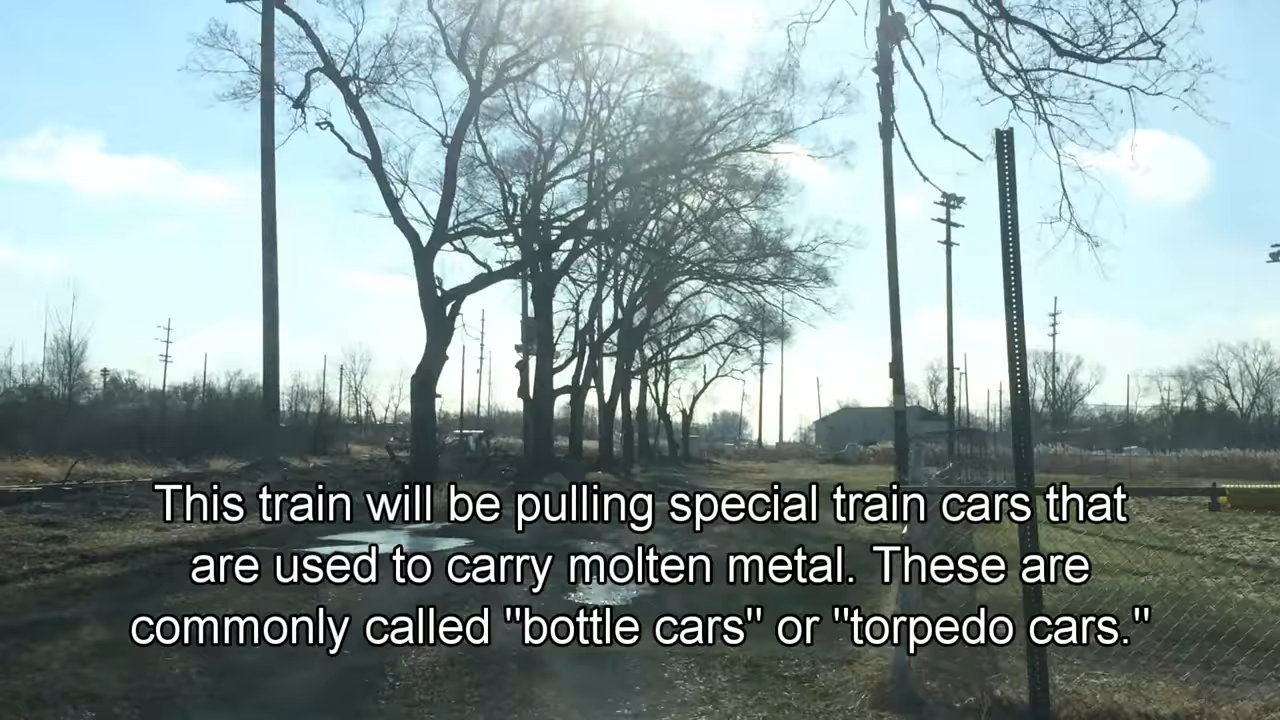 This train will be pulling special train cars that
are used to carry molten metal. These are
commonly called "bottle cars" or "torpedo cars."